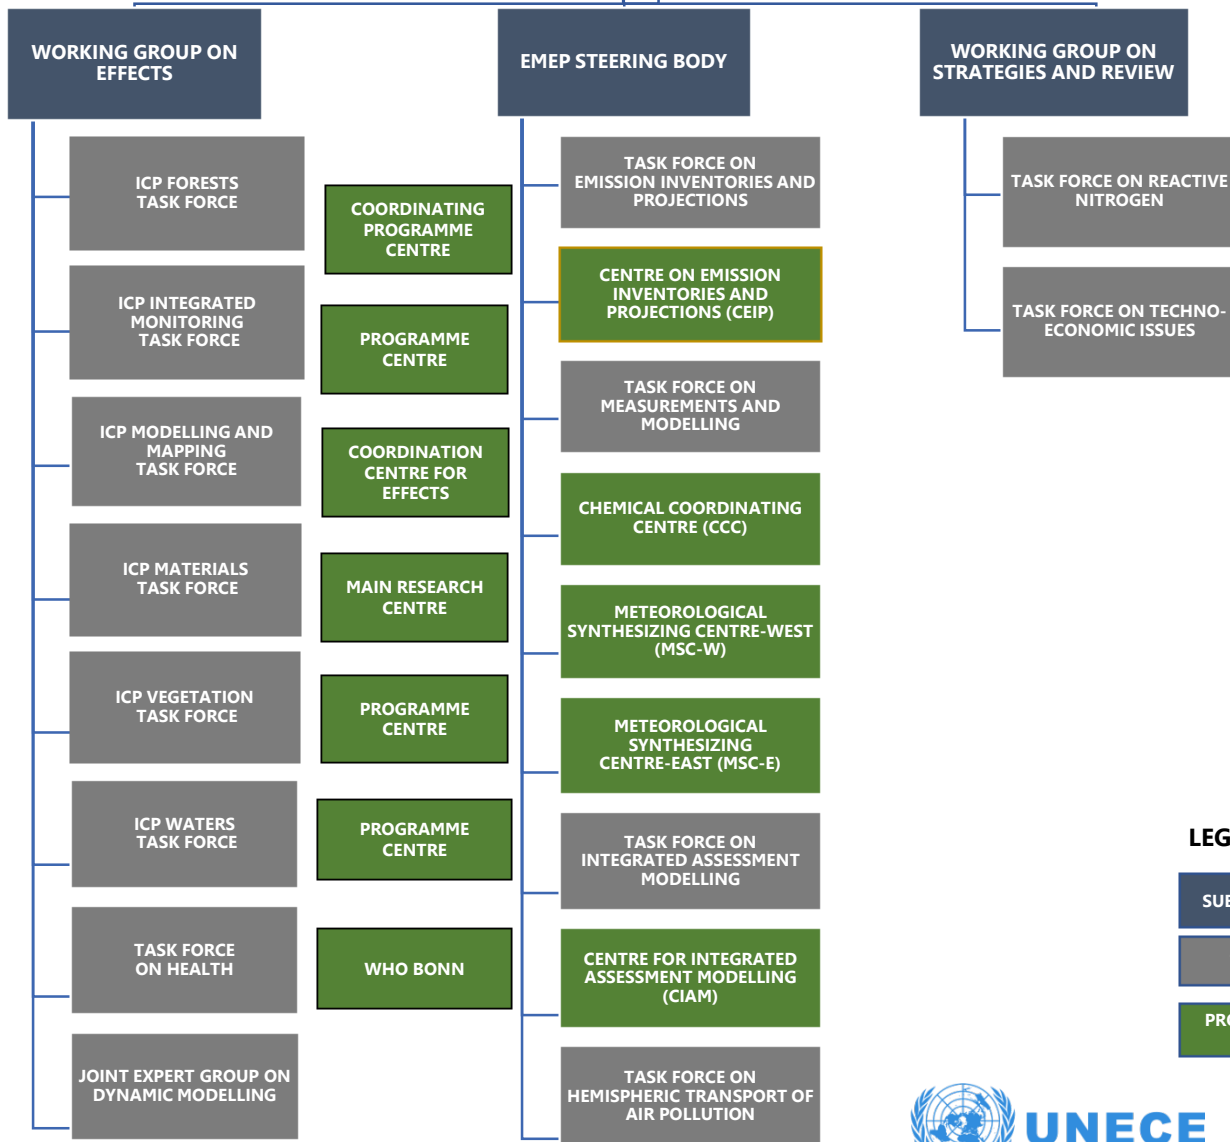 WORKING GROUP ON
EFFECTS
ICP FORESTS
TASK FORCE
ICP INTEGRATED
MONITORING
TASK FORCE
ICP MODELLING AND
MAPPING
TASK FORCE
ICP MATERIALS
TASK FORCE
ICP VEGETATION
TASK FORCE
ICP WATERS
TASK FORCE
TASK FORCE
ON HEALTH
JOINT EXPERT GROUP ON
DYNAMIC MODELLING
COORDINATING
PROGRAMME
CENTRE
PROGRAMME
CENTRE
COORDINATION
CENTRE FOR
EFFECTS
MAIN RESEARCH
CENTRE
PROGRAMME
CENTRE
PROGRAMME
CENTRE
WHO BONN
EMEP STEERING BODY
TASK FORCE ON
EMISSION INVENTORIES AND
PROJECTIONS
CENTRE ON EMISSION
INVENTORIES AND
PROJECTIONS (CEIP)
TASK FORCE ON
MEASUREMENTS AND
MODELLING
CHEMICAL COORDINATING
CENTRE (CCC)
METEOROLOGICAL
SYNTHESIZING CENTRE-WEST
(MSC-W)
METEOROLOGICAL
SYNTHESIZING
CENTRE-EAST (MSC-E)
TASK FORCE ON
INTEGRATED ASSESSMENT
MODELLING
CENTRE FOR INTEGRATED
ASSESSMENT MODELLING
(CIAM)
TASK FORCE ON
HEMISPHERIC TRANSPORT OF
AIR POLLUTION
WORKING GROUP ON
STRATEGIES AND REVIEW
TASK FORCE ON REACTIVE
NITROGEN
TASK FORCE ON TECHNO-
ECONOMIC ISSUES
UNECE